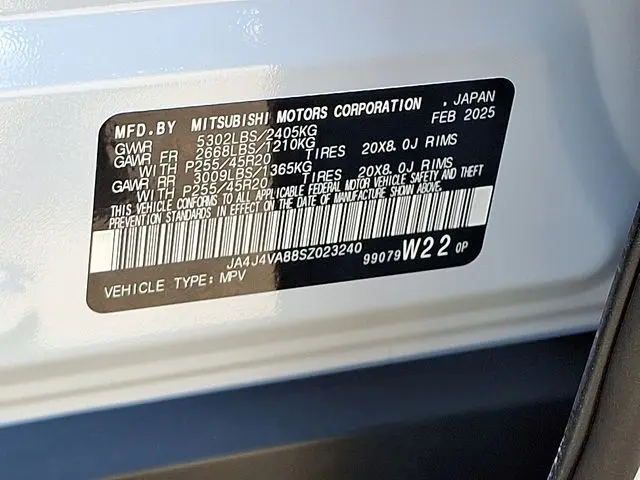 MFD.BY MITSUBISHI MOTORS CORPORATION , JAPAN
GVWR 5302LBS/2405KG FEB 2025
GAWR FR 2668LBS/1210KG
WITH P255/45R20 TIRES 20X8.0J RIMS
GAWR RR 3009LBS/1365KG
WITH P255/45R20 TIRES 20X8.0J RIMS
THIS VEHICLE CONFORMS TO ALL APPLICABLE FEDERAL MOTOR VEHICLE SAFETY AND THEFT
PREVENTION STANDARDS IN EFFECT ON THE DATE OF MANUFACTURE SHOWN ABOVE.
JA4J4VA88SZ023240 99079 W22 0P
VEHICLE TYPE: MPV